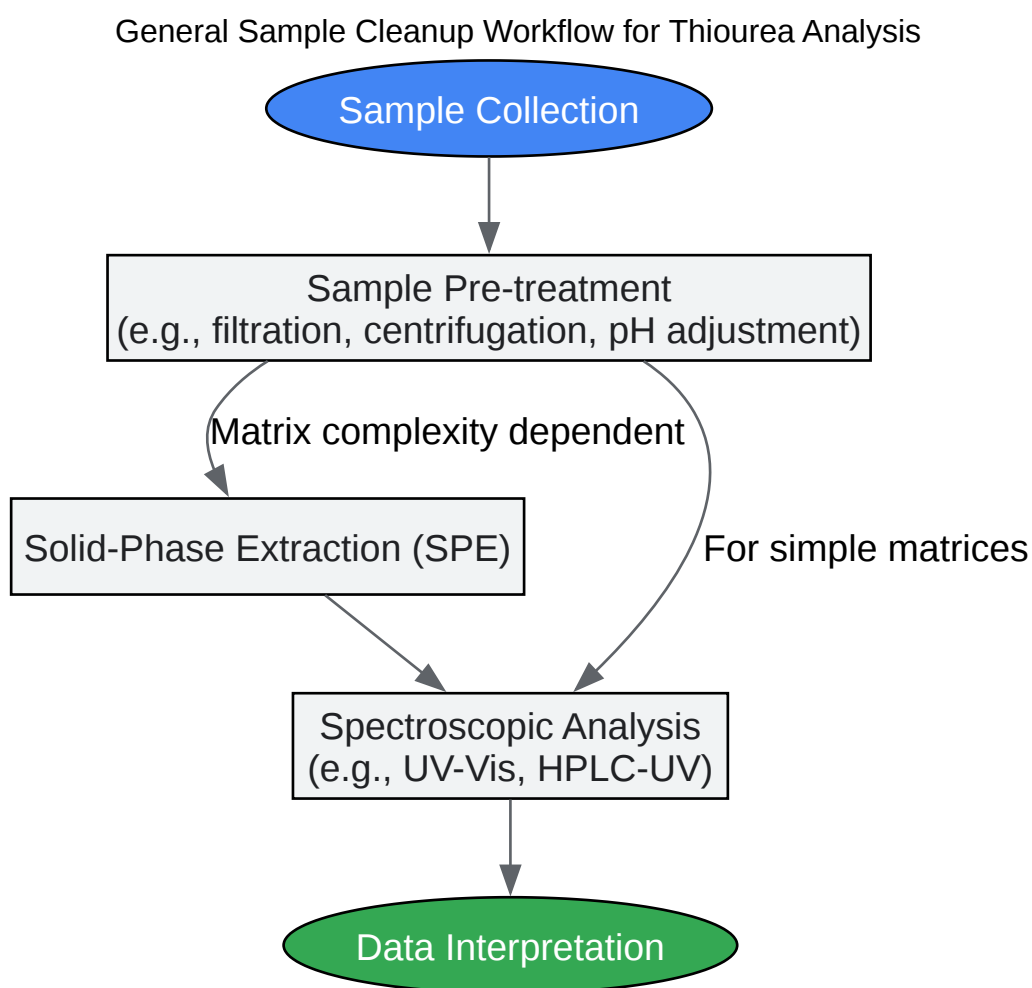 General Sample Cleanup Workflow for Thiourea Analysis
Sample Collection
Sample Pre-treatment
(e.g., filtration, centrifugation, pH adjustment)
Matrix complexity dependent
Solid-Phase Extraction (SPE)
For simple matrices
Spectroscopic Analysis
(e.g., UV-Vis, HPLC-UV)
Data Interpretation